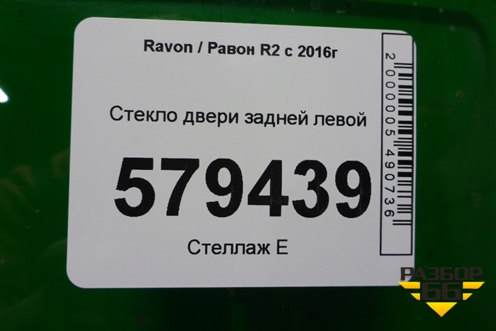 Ravon / Равон R2 с 2016г
Стекло двери задней левой
579439
Стеллаж Е
2000005490736
РАЗБОР
66